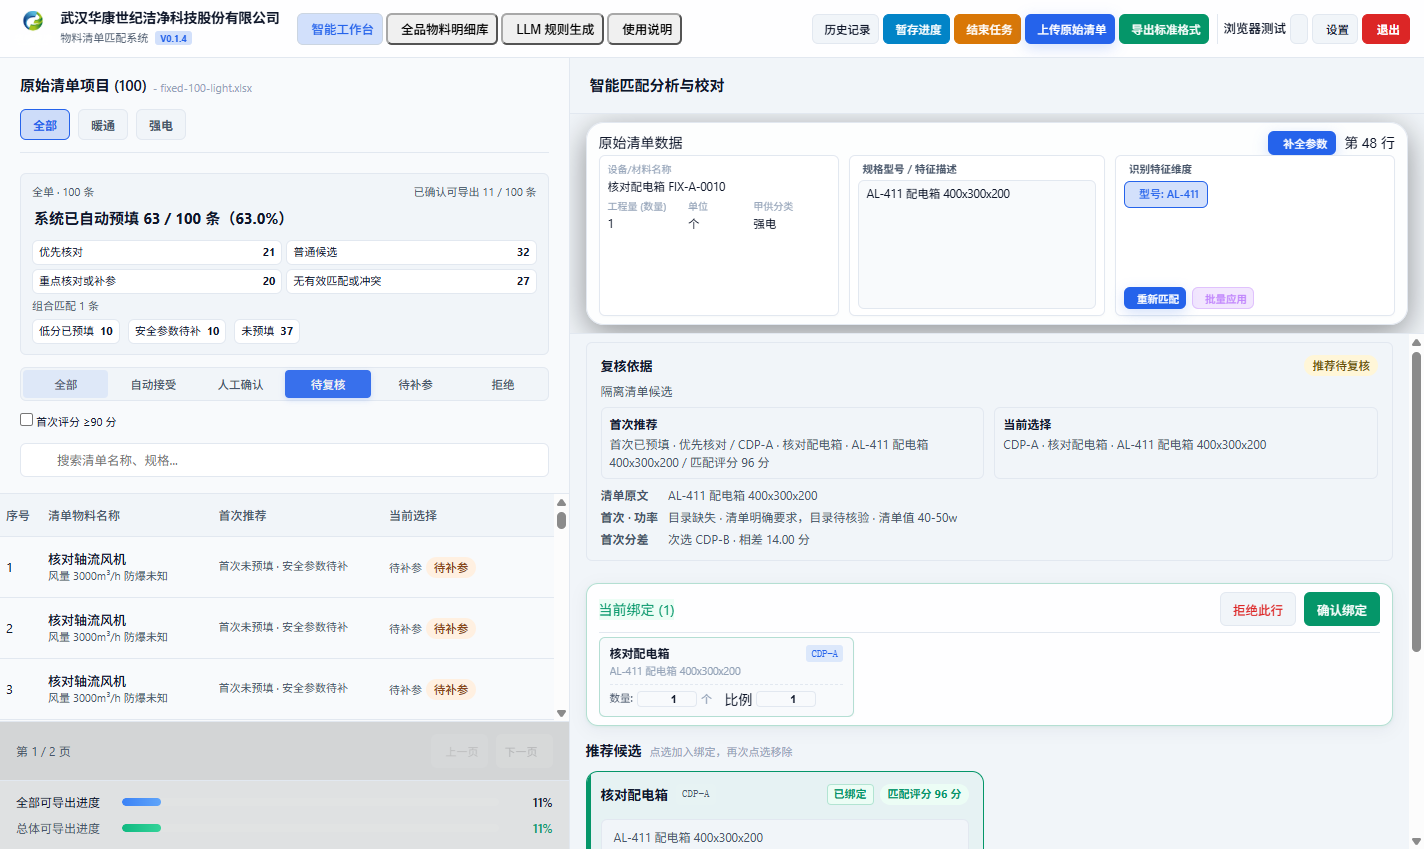 武汉华康世纪洁净科技股份有限公司
物料清单匹配系统 V0.1.4
智能工作台 全品物料明细库 LLM 规则生成 使用说明
历史记录 暂存进度 结束任务 上传原始清单 导出标准格式 浏览器测试 设置 退出
原始清单项目 (100) - fixed-100-light.xlsx
全部 暖通 强电
全单 · 100 条 已确认可导出 11 / 100 条
系统已自动预填 63 / 100 条（63.0%）
优先核对 21 普通候选 32
重点核对或补参 20 无有效匹配或冲突 27
组合匹配 1 条
低分已预填 10 安全参数待补 10 未预填 37
全部 自动接受 人工确认 待复核 待补参 拒绝
首次评分 ≥90 分
搜索清单名称、规格...
序号 清单物料名称 首次推荐 当前选择
1 核对轴流风机 首次未预填 · 安全参数待补 待补参 待补参
风量 3000m³/h 防爆未知
2 核对轴流风机 首次未预填 · 安全参数待补 待补参 待补参
风量 3000m³/h 防爆未知
3 核对轴流风机 首次未预填 · 安全参数待补 待补参 待补参
风量 3000m³/h 防爆未知
第 1 / 2 页 上一页 下一页
全部可导出进度 11%
总体可导出进度 11%
智能匹配分析与校对
原始清单数据 补全参数 第 48 行
设备/材料名称
核对配电箱 FIX-A-0010
工程量 (数量) 单位 甲供分类
1 个 强电
规格型号 / 特征描述
AL-411 配电箱 400x300x200
识别特征维度
型号: AL-411
重新匹配 批量应用
复核依据 推荐待复核
隔离清单候选
首次推荐
首次已预填 · 优先核对 / CDP-A · 核对配电箱 · AL-411 配电箱
400x300x200 / 匹配评分 96 分
当前选择
CDP-A · 核对配电箱 · AL-411 配电箱 400x300x200
清单原文 AL-411 配电箱 400x300x200
首次 · 功率 目录缺失 · 清单明确要求，目录待核验 · 清单值 40-50w
首次分差 次选 CDP-B · 相差 14.00 分
当前绑定 (1) 拒绝此行 确认绑定
核对配电箱 CDP-A
AL-411 配电箱 400x300x200
数量: 1 个 比例 1
推荐候选 点选加入绑定，再次点选移除
核对配电箱 CDP-A 已绑定 匹配评分 96 分
AL-411 配电箱 400x300x200